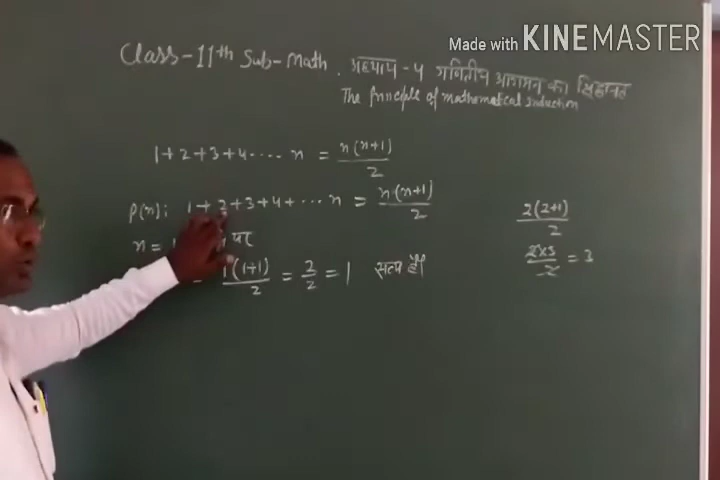 Made with KINEMASTER
Class-11th Sub-Math. अध्याय-4 गणितीय आगमन का सिद्धान्त
The Principle of mathematical induction
1+2+3+4.... n = n(n+1)/2
P(n): 1+2+3+4+... n = n(n+1)/2
n = 1 पर
= 1(1+1)/2 = 2/2 = 1 सत्य है।
2(2+1)/2
2×3/2 = 3